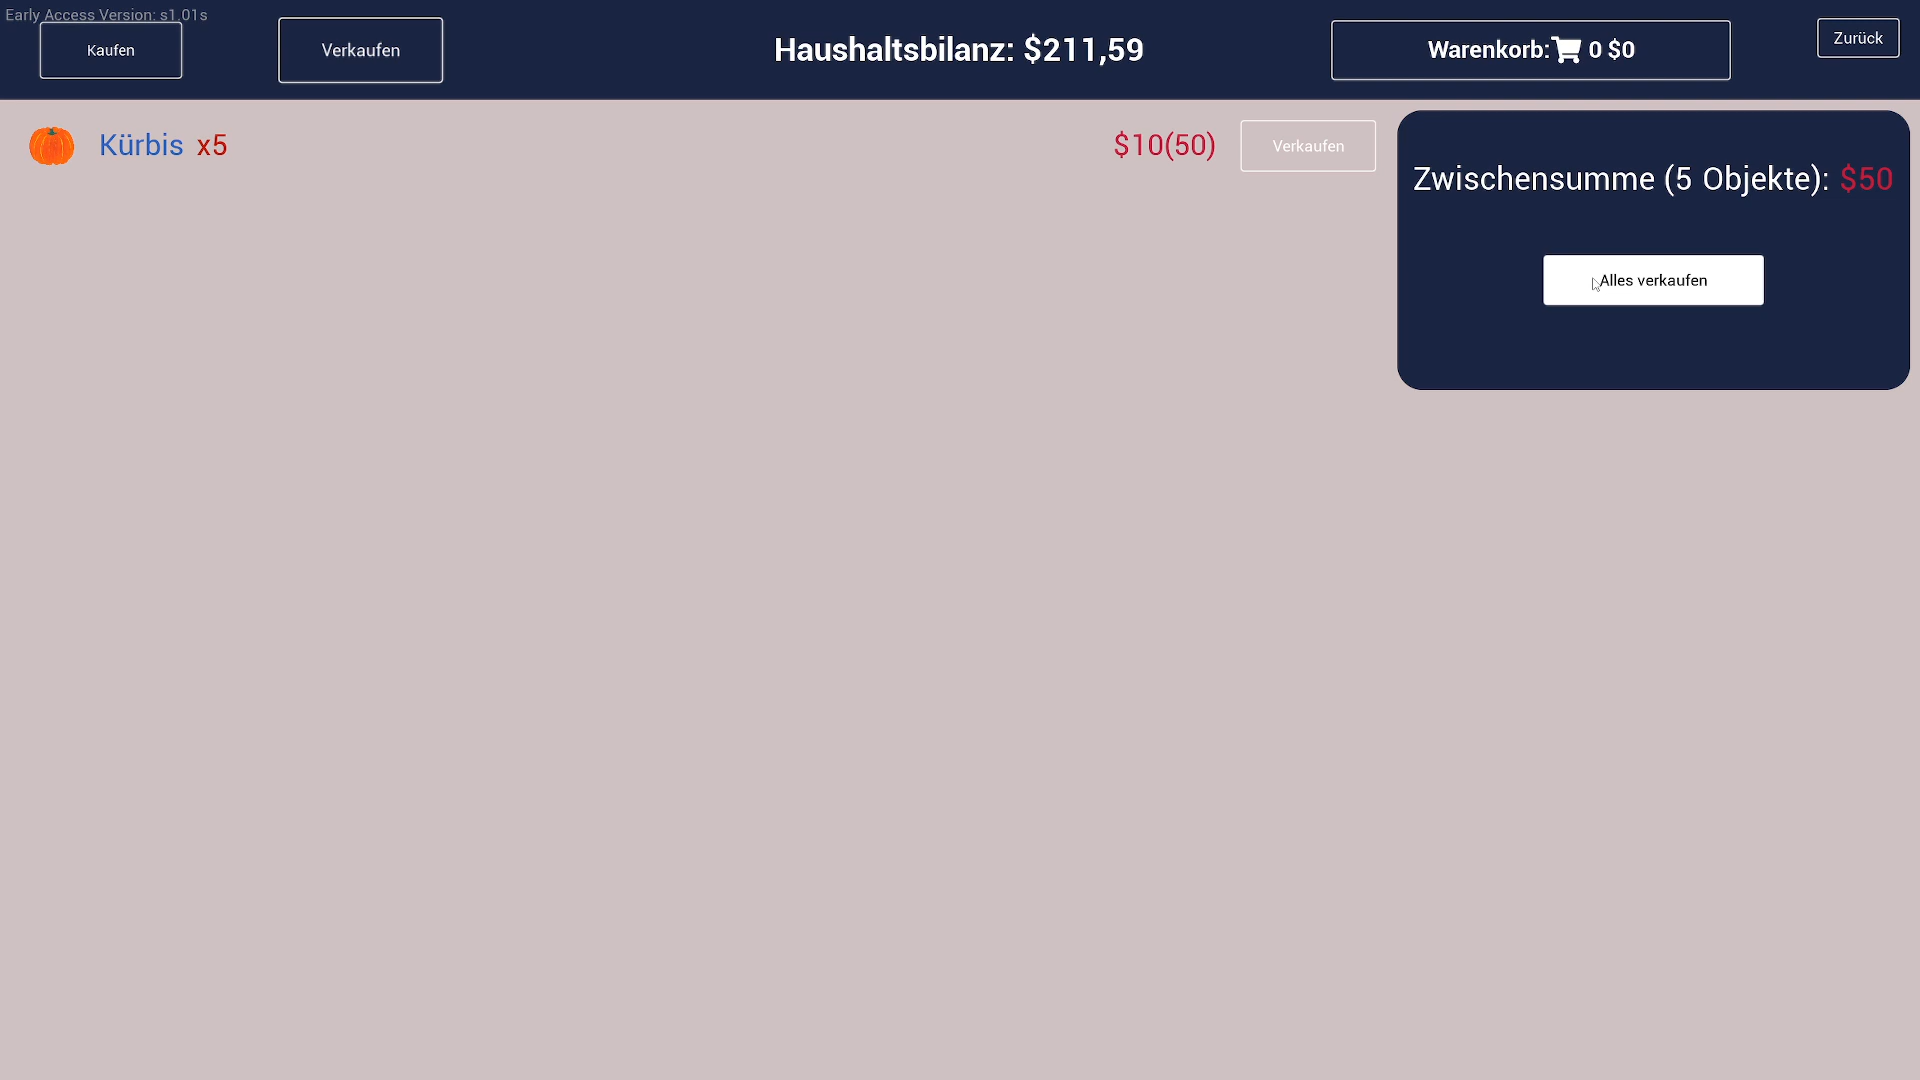 Early Access Version: s1.01s
Kaufen
Verkaufen
Haushaltsbilanz: $211,59
Warenkorb: 0 $0
Zurück
Kürbis x5
$10(50)
Verkaufen
Zwischensumme (5 Objekte): $50
Alles verkaufen